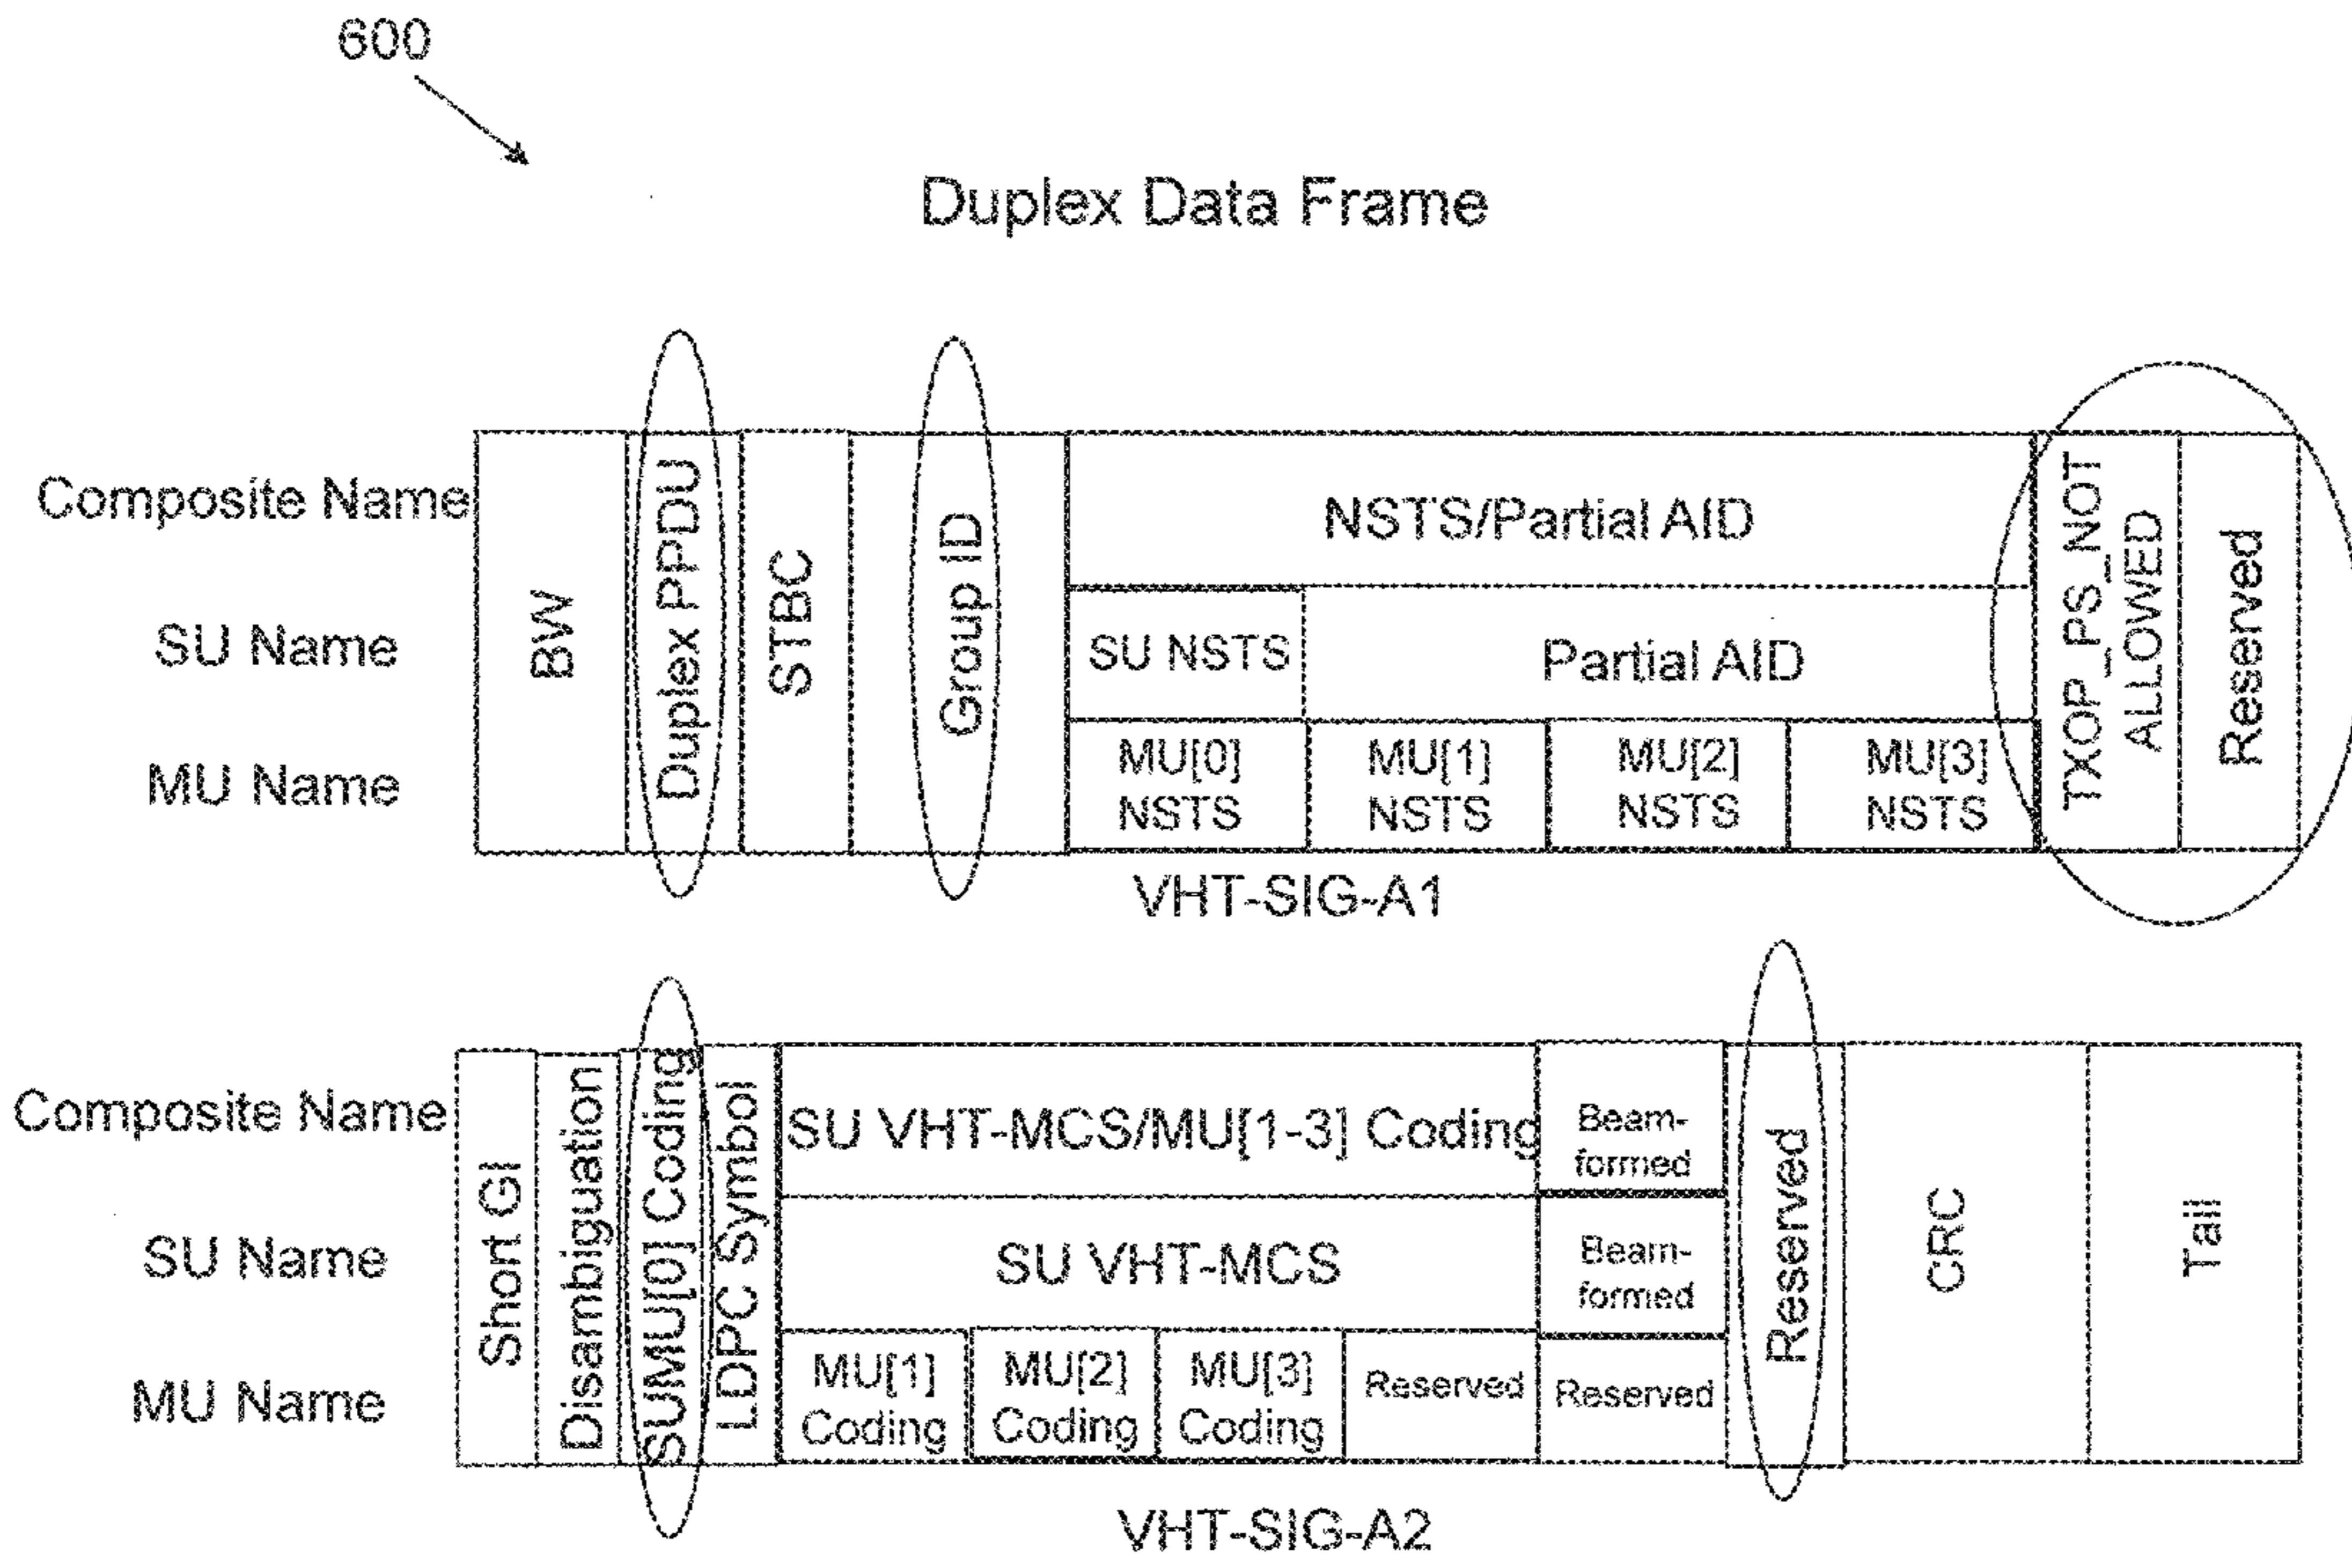 600
Duplex Data Frame
Composite Name
SU Name
MU Name
BW
Duplex PPDU
STBC
Group ID
NSTS/Partial AID
SU NSTS
Partial AID
MU[0]
NSTS
MU[1]
NSTS
MU[2]
NSTS
MU[3]
NSTS
TXOP_PS_NOT
ALLOWED
Reserved
VHT-SIG-A1
Composite Name
SU Name
MU Name
Short GI
Disambiguation
SUMU[0] Coding
LDPC Symbol
SU VHT-MCS/MU[1-3] Coding
SU VHT-MCS
MU[1]
Coding
MU[2]
Coding
MU[3]
Coding
Reserved
Beam-
formed
Beam-
formed
Reserved
Reserved
CRC
Tail
VHT-SIG-A2